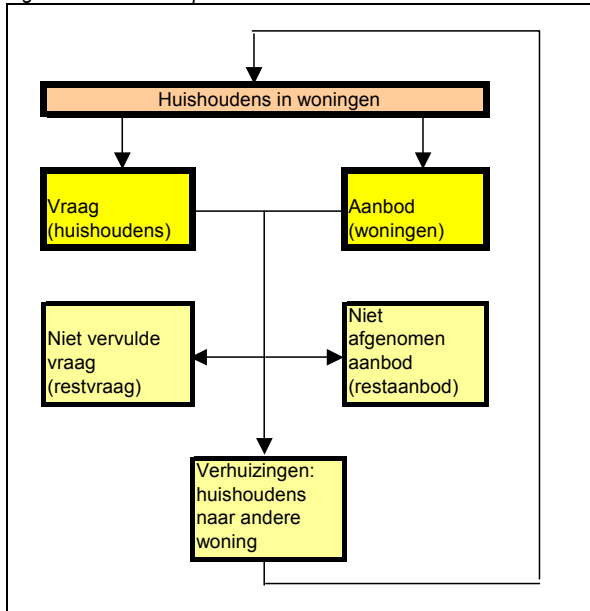 Huishoudens in woningen
Vraag
(huishoudens)
Aanbod
(woningen)
Niet vervulde
vraag
(restvraag)
Niet
afgenomen
aanbod
(restaanbod)
Verhuizingen:
huishoudens
naar andere
woning